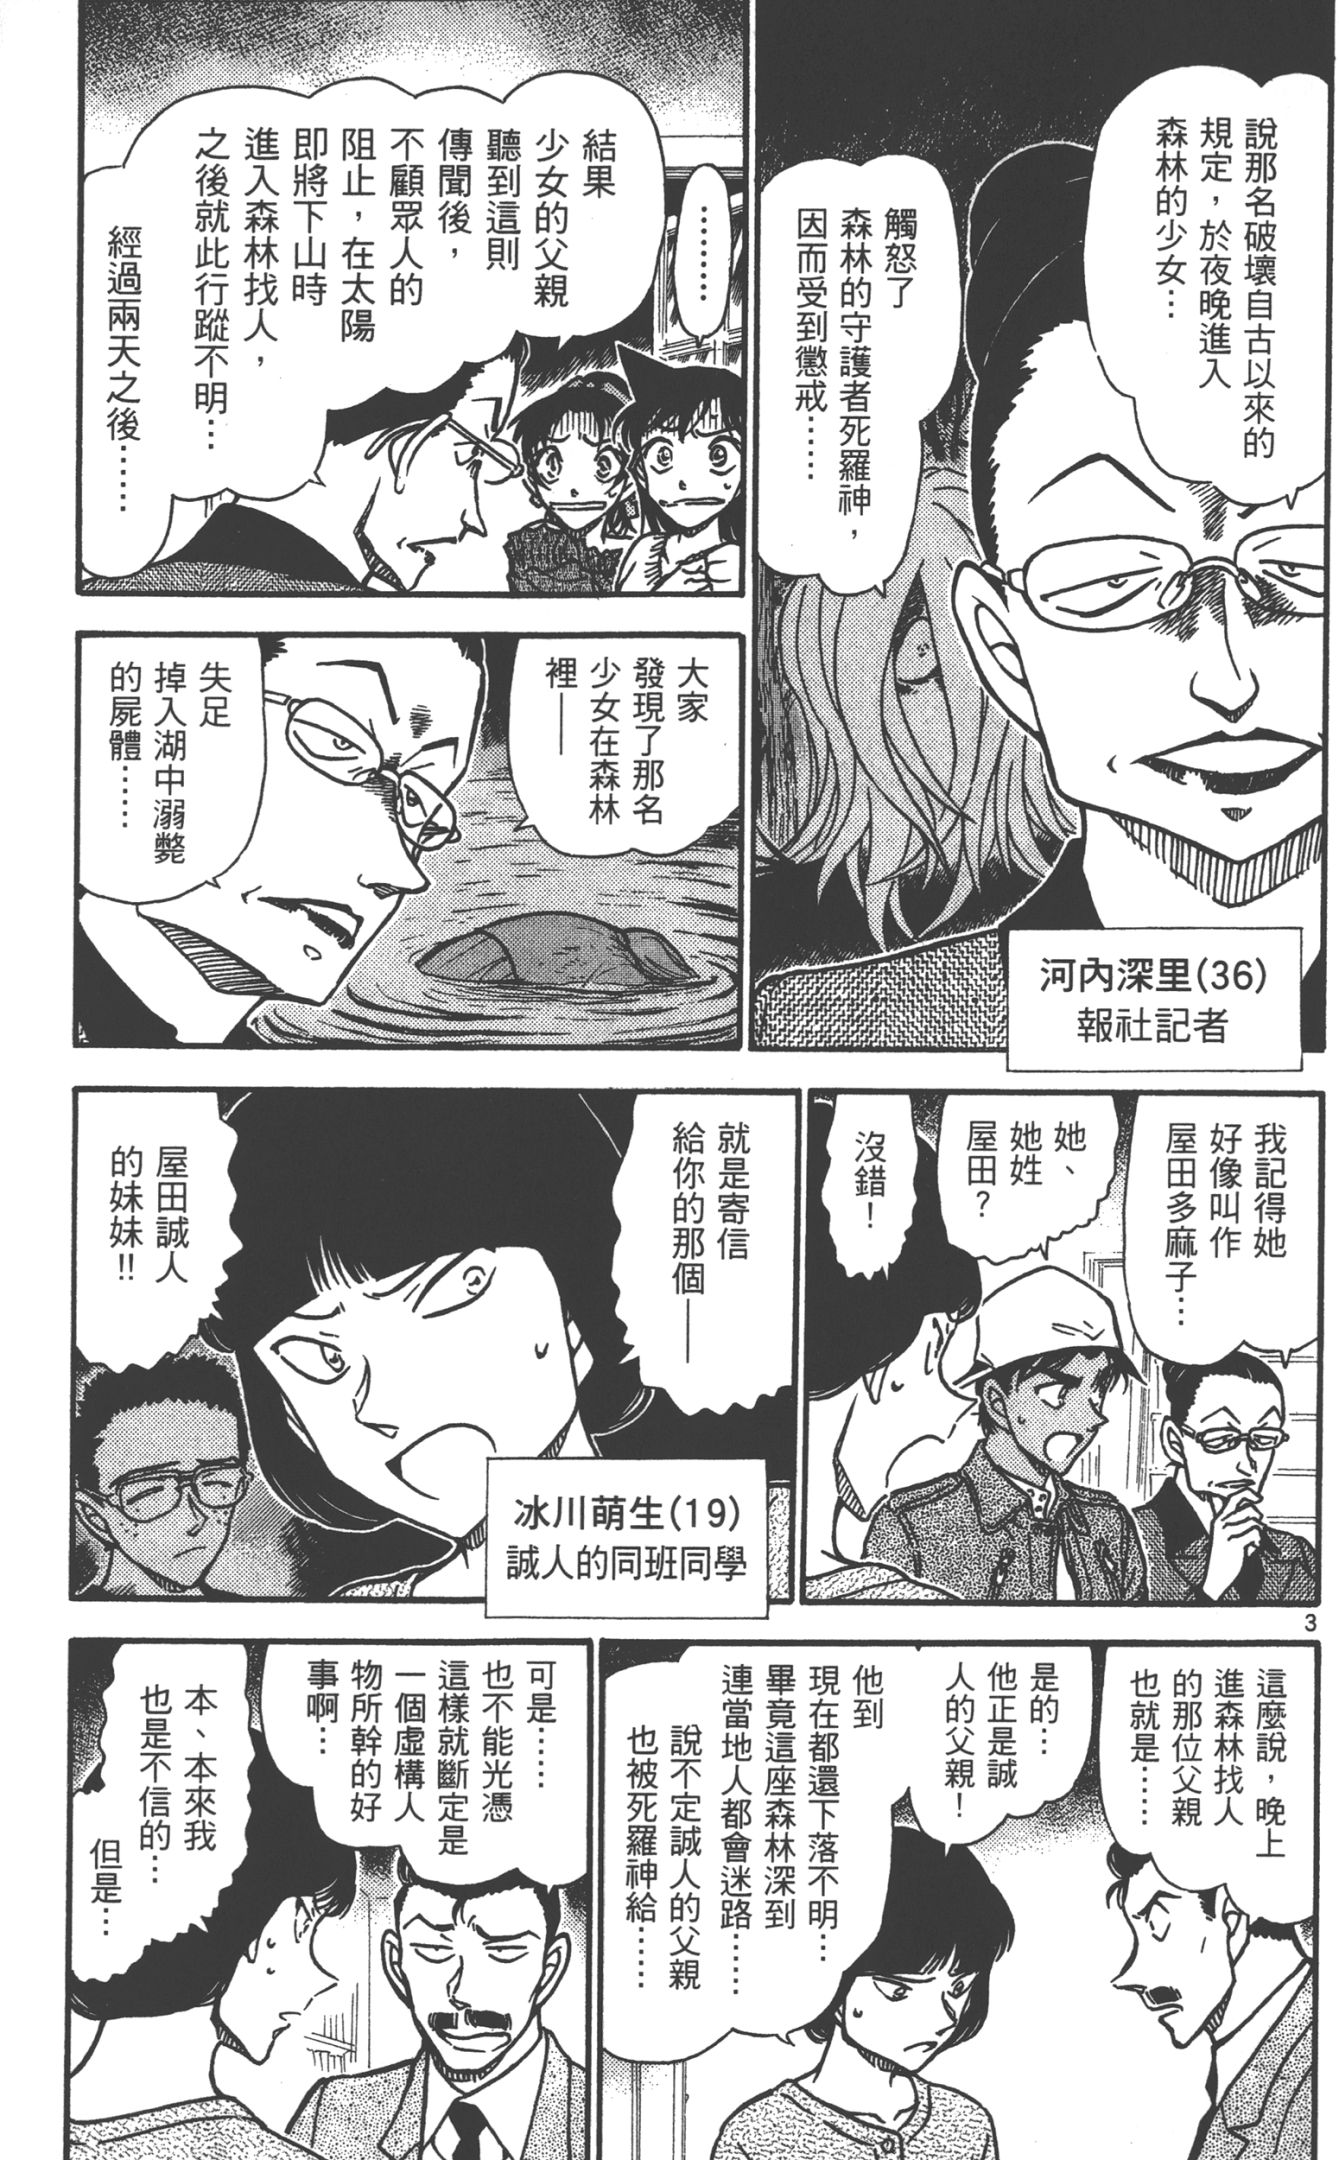 說那名破壞自古以來的
規定，於夜晚進入
森林的少女…
觸怒了
森林的守護者死羅神，
因而受到懲戒……
河內深里(36)
報社記者
………
結果
少女的父親
聽到這則
傳聞後，
不顧眾人的
阻止，在太陽
即將下山時
進入森林找人，
之後就此行蹤不明…
經過兩天之後……
大家
發現了那名
少女在森林
裡——
失足
掉入湖中溺斃
的屍體……
我記得她
好像叫作
屋田多麻子…
她、
她姓
屋田？
沒錯！
就是寄信
給你的那個——
屋田誠人
的妹妹!!
冰川萌生(19)
誠人的同班同學
3
這麼說，晚上
進森林找人
的那位父親
也就是……
是的…
他正是誠
人的父親！
他到
現在都還下落不明…
畢竟這座森林深到
連當地人都會迷路……
說不定誠人的父親
也被死羅神給……
可是……
也不能光憑
這樣就斷定是
一個虛構人
物所幹的好
事啊…
本、本來我
也是不信的…
但是…